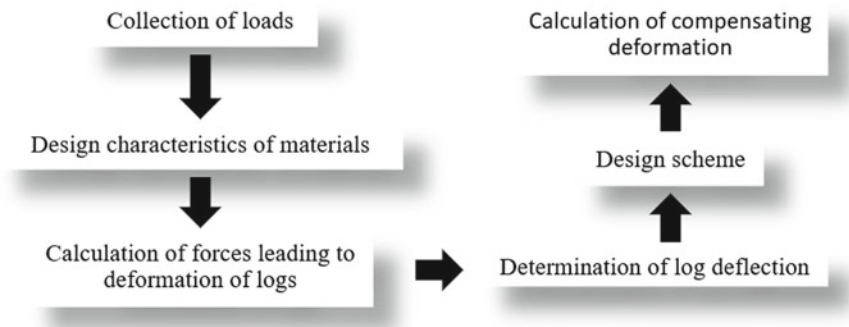 Collection of loads
Design characteristics of materials
Calculation of forces leading to
deformation of logs
Determination of log deflection
Design scheme
Calculation of compensating
deformation